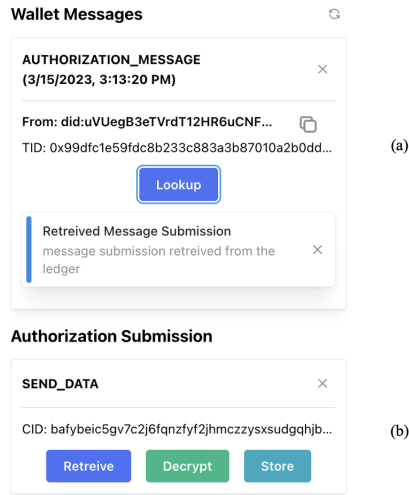 Wallet Messages
AUTHORIZATION_MESSAGE
(3/15/2023, 3:13:20 PM)
From: did:uVUegB3eTVrdT12HR6uCNF...
TID: 0x99dfc1e59fdc8b233c883a3b87010a2b0dd...
(a)
Lookup
Retreived Message Submission
message submission retreived from the
ledger
Authorization Submission
SEND_DATA
CID: bafybeic5gv7c2j6fqnzfyf2jhmczzysxsudgqhjb...
(b)
Retreive Decrypt Store